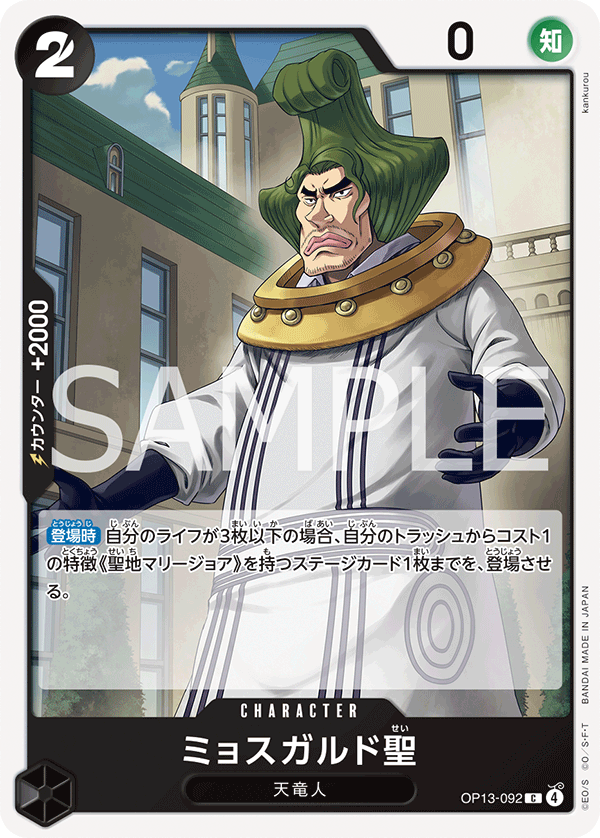 2
0
知
kankurou
カウンター +2000
SAMPLE
登場時 自分のライフが3枚以下の場合、自分のトラッシュからコスト1
の特徴《聖地マリージョア》を持つステージカード1枚までを、登場させ
る。
CHARACTER
ミョスガルド聖
天竜人
OP13-092 C 4
©E.O/S ©O/S・F・T BANDAI MADE IN JAPAN